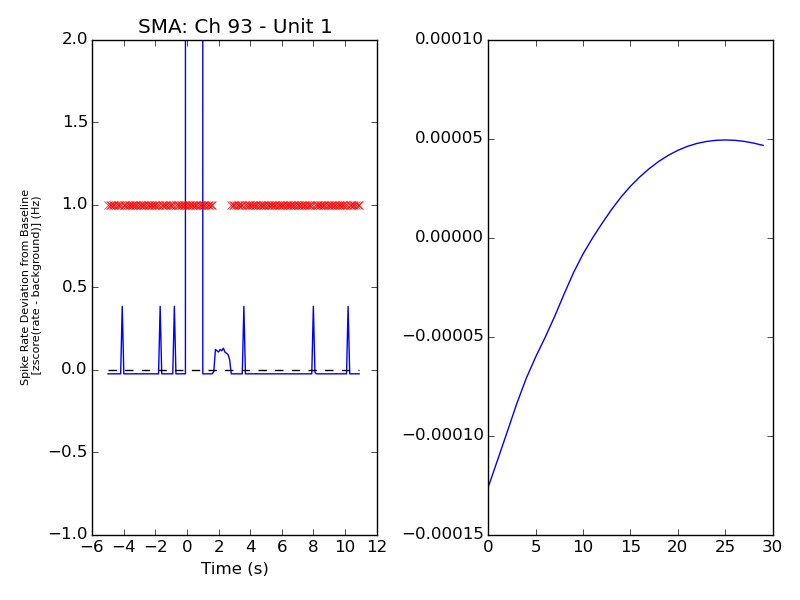 SMA: Ch 93 - Unit 1
2.0
1.5
1.0
0.5
0.0
−0.5
−1.0
−6 −4 −2 0 2 4 6 8 10 12
Time (s)
Spike Rate Deviation from Baseline
[zscore(rate - background)] (Hz)
0.00010
0.00005
0.00000
−0.00005
−0.00010
−0.00015
0 5 10 15 20 25 30